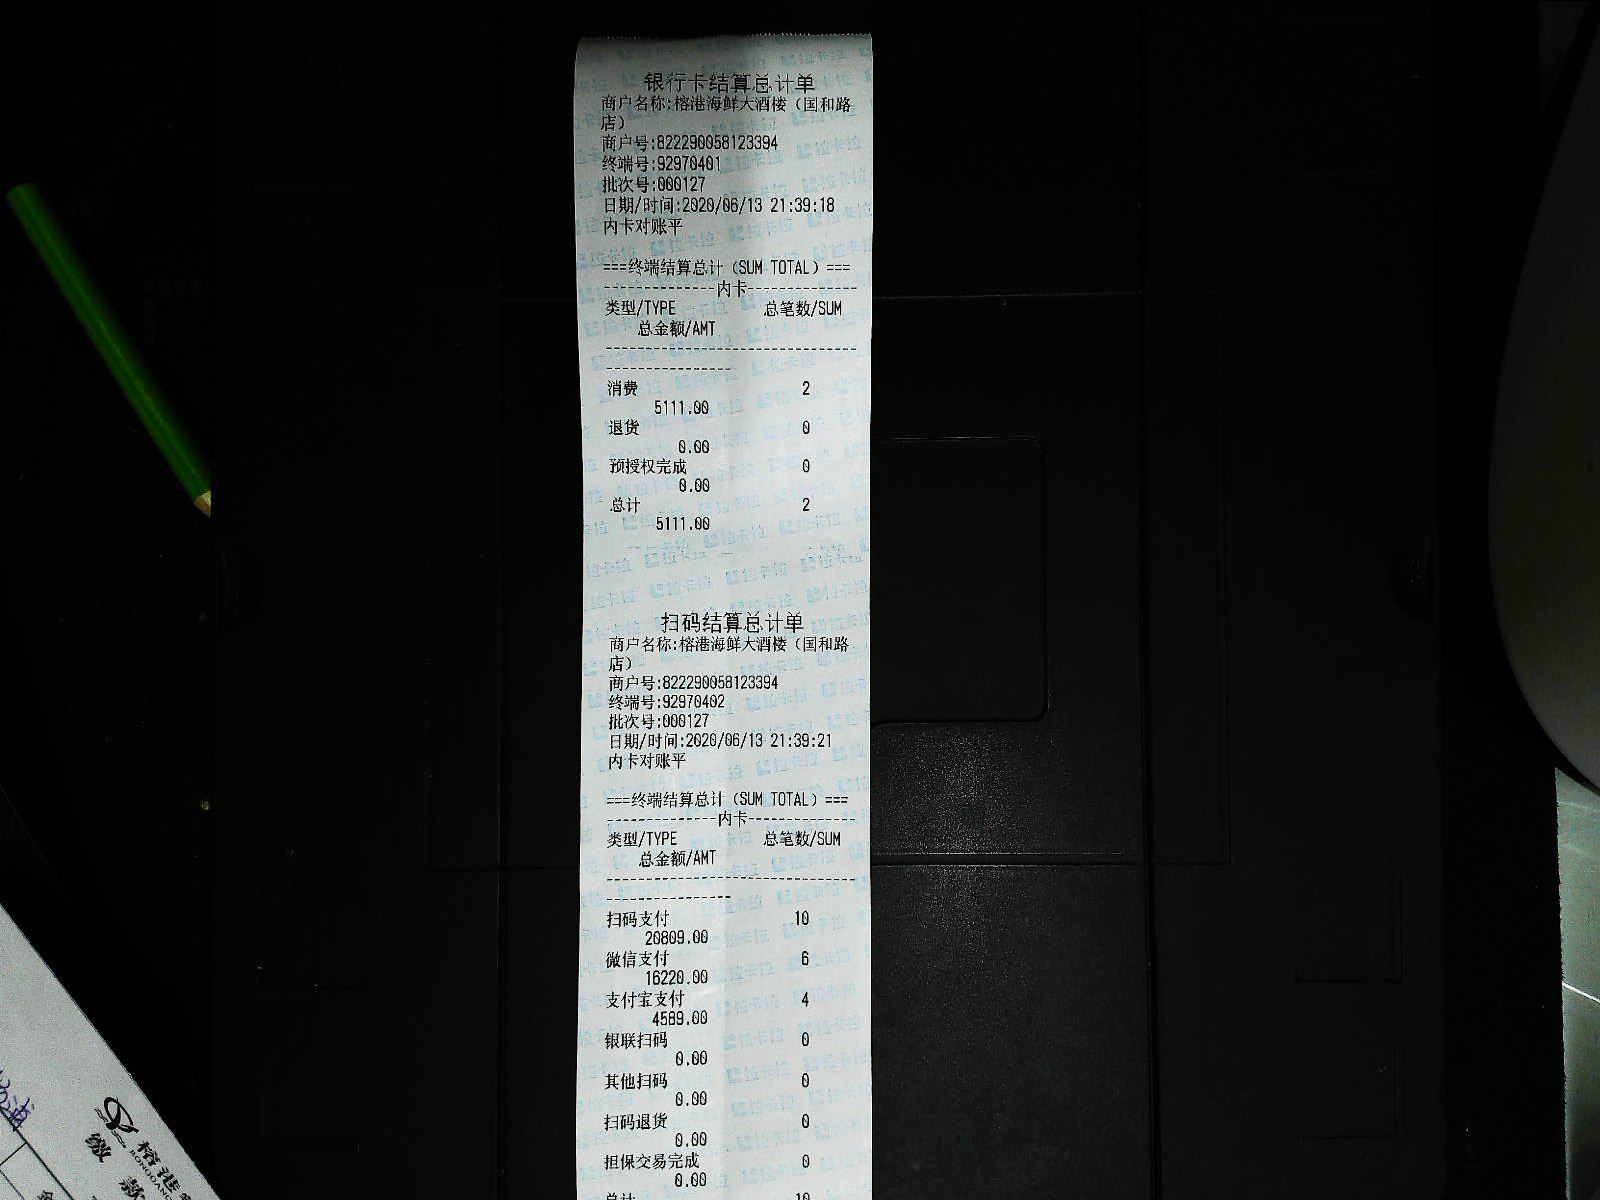 银行卡结算总计单
商户名称:榕港海鲜大酒楼（国和路
店）
商户号:822290058123394
终端号:92970401
批次号:000127
日期/时间:2020/06/13 21:39:18
内卡对账平
===终端结算总计（SUM TOTAL）===
--------------内卡--------------
类型/TYPE 总笔数/SUM
总金额/AMT
--------------------------------
----------------
消费 2
5111.00
退货 0
0.00
预授权完成 0
0.00
总计 2
5111.00
扫码结算总计单
商户名称:榕港海鲜大酒楼（国和路
店）
商户号:822290058123394
终端号:92970402
批次号:000127
日期/时间:2020/06/13 21:39:21
内卡对账平
===终端结算总计（SUM TOTAL）===
--------------内卡--------------
类型/TYPE 总笔数/SUM
总金额/AMT
--------------------------------
----------------
扫码支付 10
20809.00
微信支付 6
16220.00
支付宝支付 4
4589.00
银联扫码 0
0.00
其他扫码 0
0.00
扫码退货 0
0.00
担保交易完成 0
0.00
总计 10
榕港
缴款